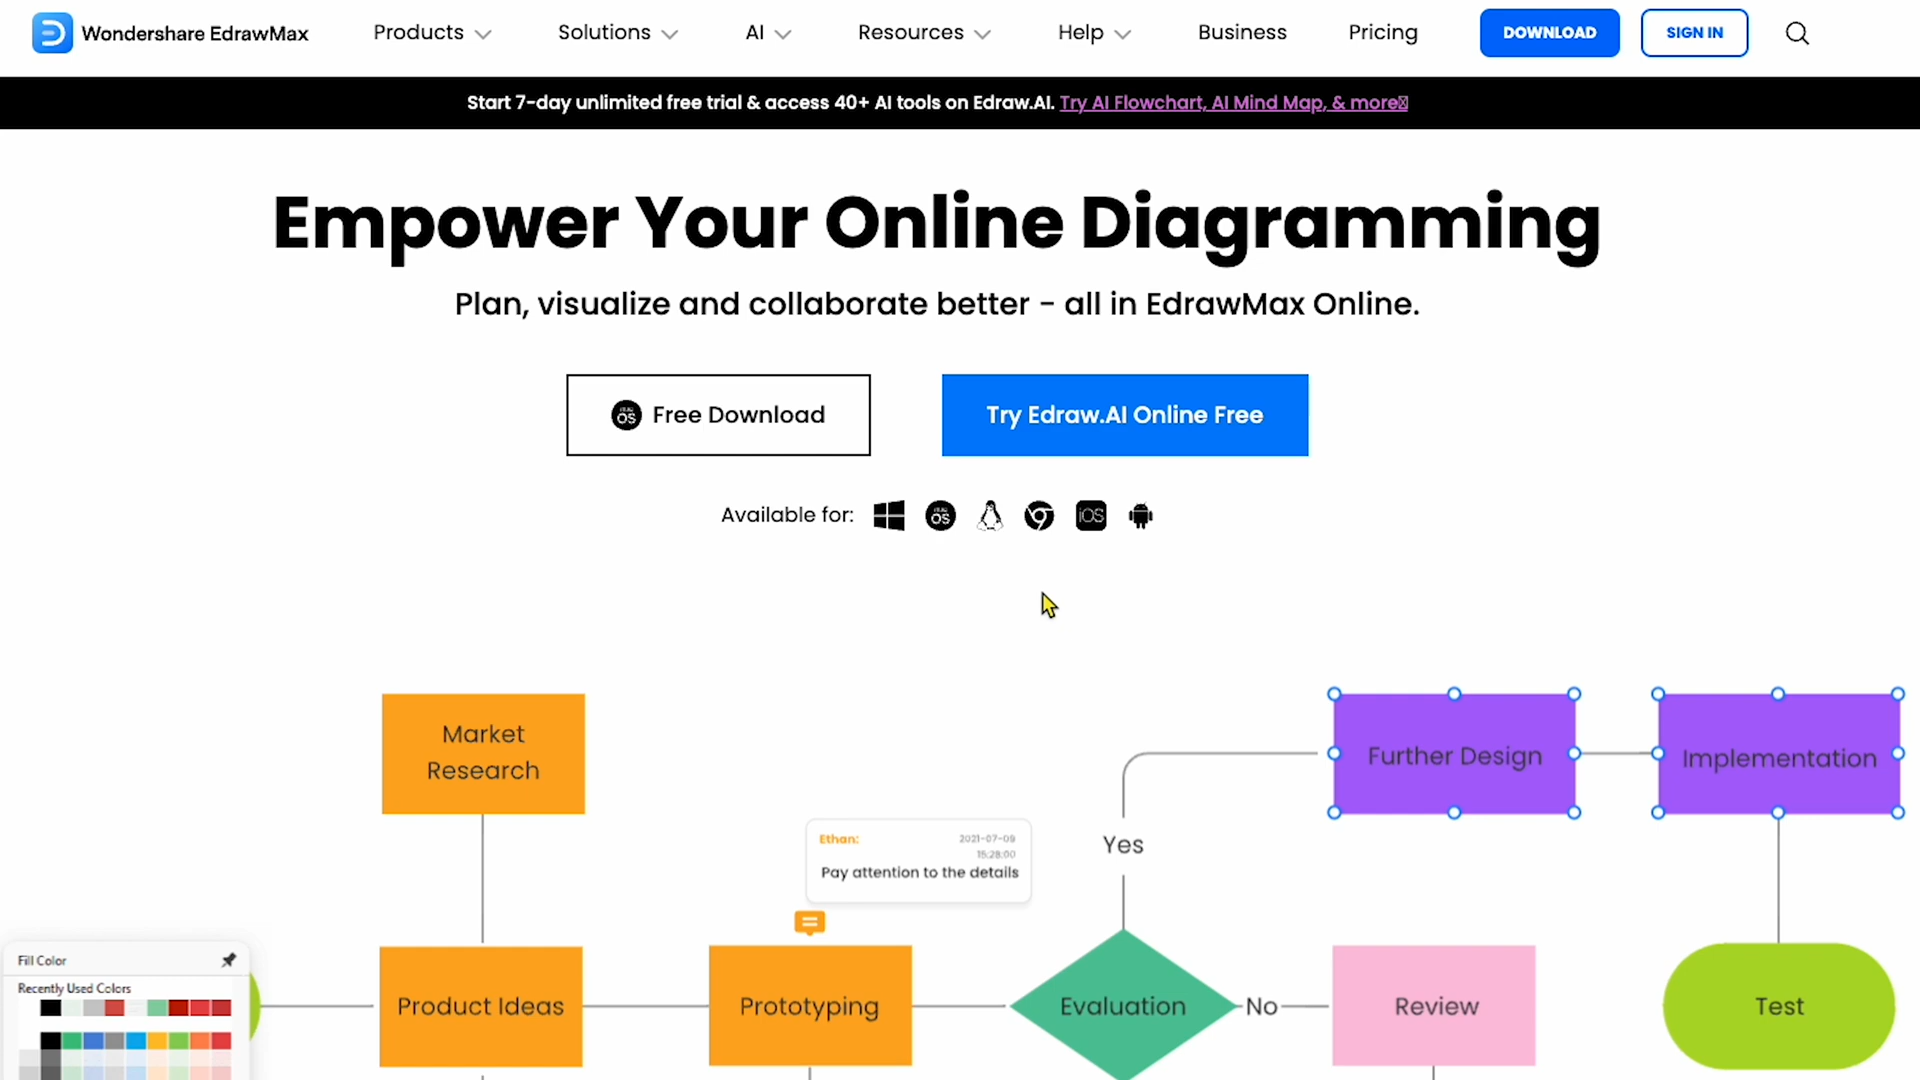 Wondershare EdrawMax
Products
Solutions
AI
Resources
Help
Business
Pricing
DOWNLOAD
SIGN IN
Start 7-day unlimited free trial & access 40+ AI tools on Edraw.AI. Try AI Flowchart, AI Mind Map, & more
Empower Your Online Diagramming
Plan, visualize and collaborate better - all in EdrawMax Online.
Free Download
Try Edraw.AI Online Free
Available for:
iOS
Market
Research
Further Design
Implementation
Ethan:
2021-07-09
15:28:00
Pay attention to the details
Yes
Fill Color
Recently Used Colors
Product Ideas
Prototyping
Evaluation
No
Review
Test